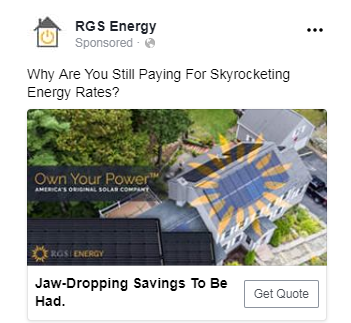 RGS Energy
Sponsored ·
Why Are You Still Paying For Skyrocketing
Energy Rates?
Own Your Power™
AMERICA'S ORIGINAL SOLAR COMPANY
RGS ENERGY
Jaw-Dropping Savings To Be
Had.
Get Quote